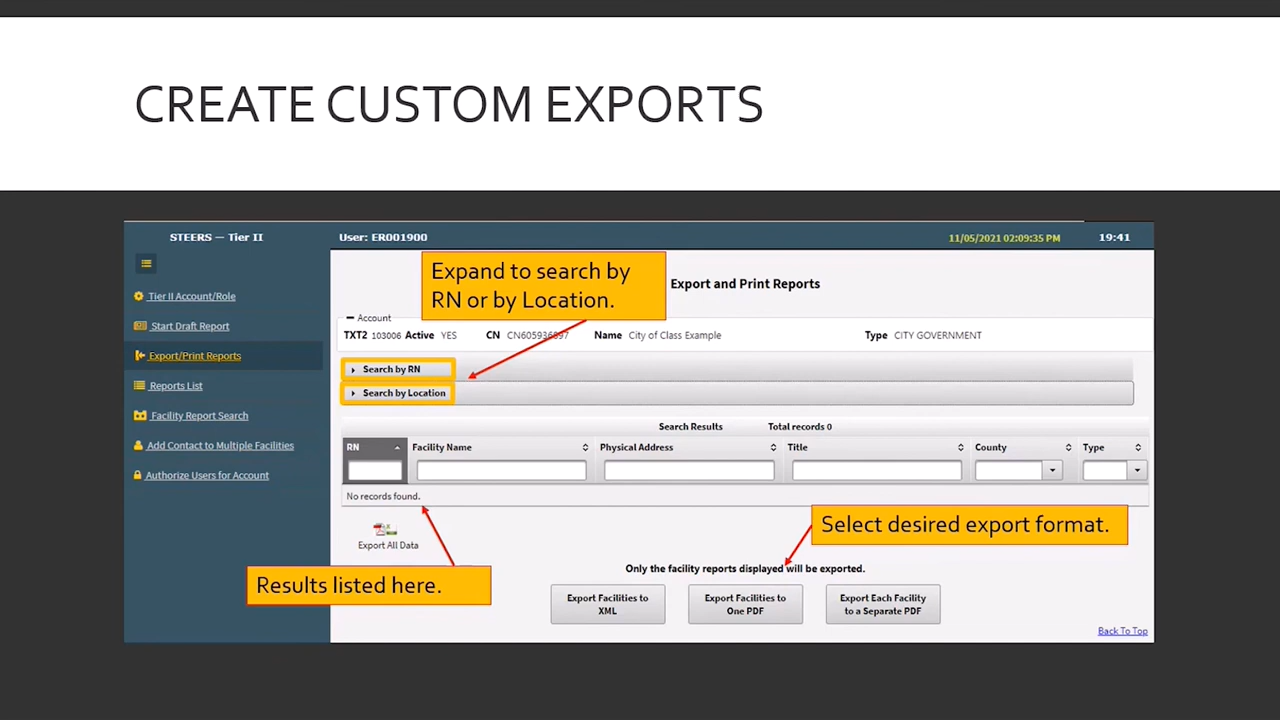 CREATE CUSTOM EXPORTS
STEERS — Tier II
User: ER001900
11/05/2021 02:09:35 PM
19:41
Tier II Account/Role
Start Draft Report
Export/Print Reports
Reports List
Facility Report Search
Add Contact to Multiple Facilities
Authorize Users for Account
Expand to search by
RN or by Location.
Export and Print Reports
Account
TXT2 103006 Active YES CN CN605936897 Name City of Class Example Type CITY GOVERNMENT
Search by RN
Search by Location
Search Results Total records 0
RN Facility Name Physical Address Title County Type
No records found.
Export All Data
Select desired export format.
Results listed here.
Only the facility reports displayed will be exported.
Export Facilities to
XML
Export Facilities to
One PDF
Export Each Facility
to a Separate PDF
Back To Top